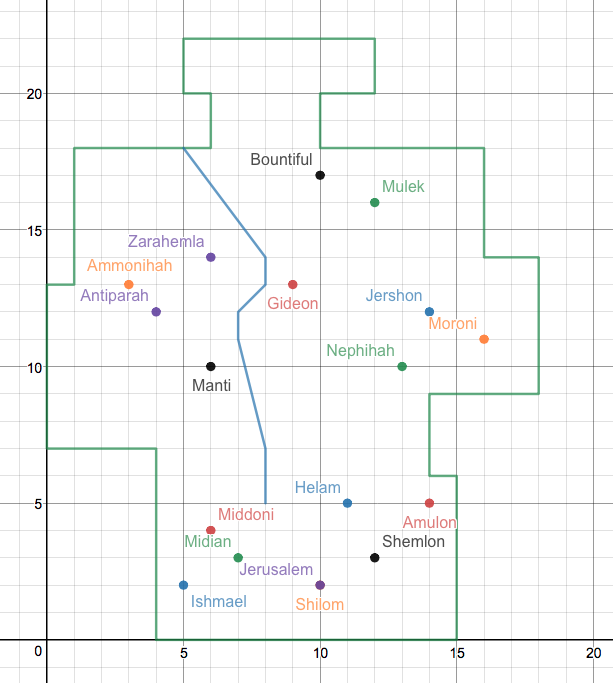 20
Bountiful
Mulek
15
Zarahemla
Ammonihah
Antiparah
Jershon
Gideon
Moroni
Nephihah
10
Manti
Helam
5
Middoni
Amulon
Midian
Shemlon
Jerusalem
Ishmael
Shilom
0
5
10
15
20